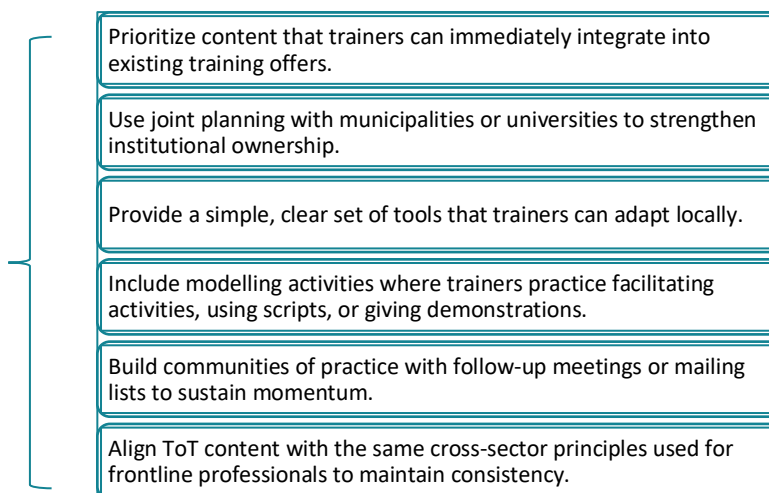 Prioritize content that trainers can immediately integrate into
existing training offers.
Use joint planning with municipalities or universities to strengthen
institutional ownership.
Provide a simple, clear set of tools that trainers can adapt locally.
Include modelling activities where trainers practice facilitating
activities, using scripts, or giving demonstrations.
Build communities of practice with follow-up meetings or mailing
lists to sustain momentum.
Align ToT content with the same cross-sector principles used for
frontline professionals to maintain consistency.